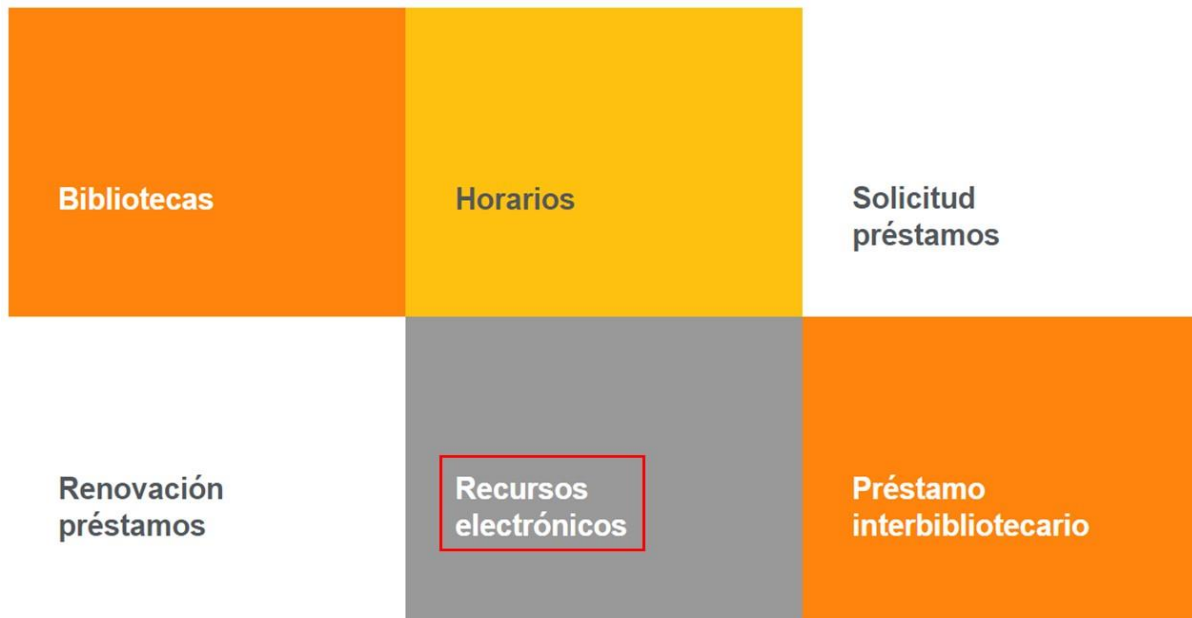 Bibliotecas
Horarios
Solicitud
préstamos
Renovación
préstamos
Recursos
electrónicos
Préstamo
interbibliotecario